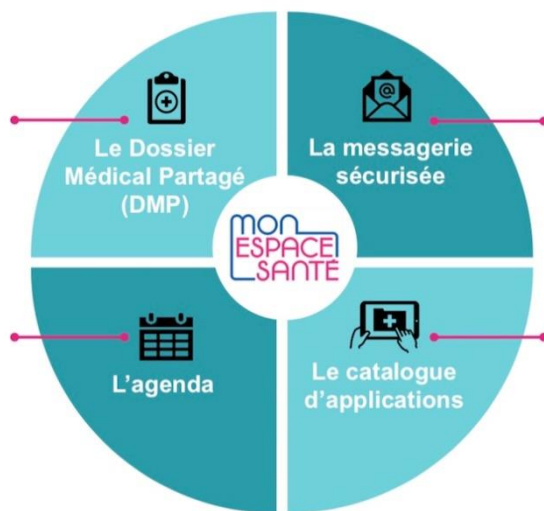 Le Dossier
Médical Partagé
(DMP)
La messagerie
sécurisée
mon
ESPACE
SANTÉ
L'agenda
Le catalogue
d'applications